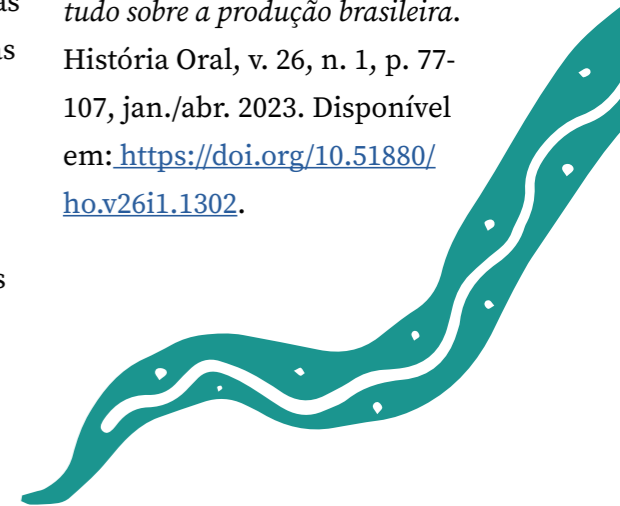 tudo sobre a produção brasileira.
História Oral, v. 26, n. 1, p. 77-
107, jan./abr. 2023. Disponível
em: https://doi.org/10.51880/
ho.v26i1.1302.